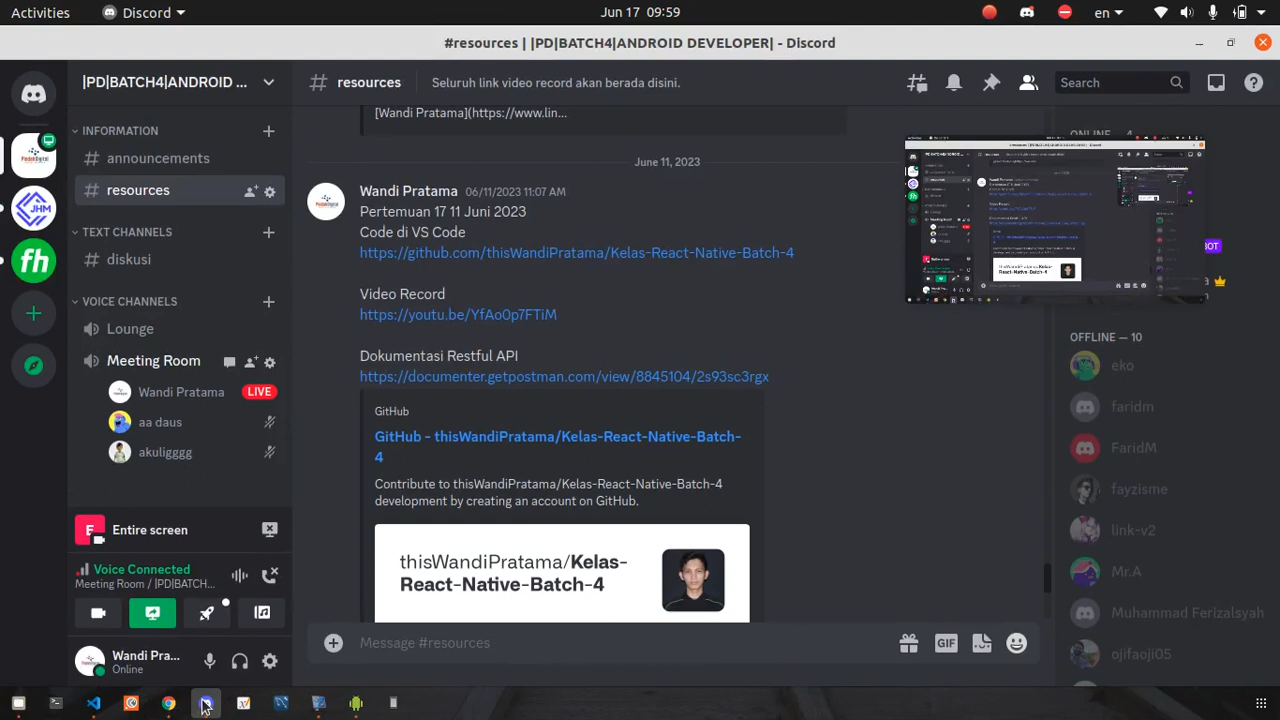 Activities
Discord
Jun 17 09:59
en
#resources | |PD|BATCH4|ANDROID DEVELOPER| - Discord
|PD|BATCH4|ANDROID ...
resources
Seluruh link video record akan berada disini.
Search
INFORMATION
announcements
resources
TEXT CHANNELS
diskusi
VOICE CHANNELS
Lounge
Meeting Room
Wandi Pratama
LIVE
aa daus
akuligggg
Entire screen
Voice Connected
Meeting Room / |PD|BATCH...
Wandi Pra...
Online
JHM
fh
[Wandi Pratama](https://www.lin...
June 11, 2023
Wandi Pratama 06/11/2023 11:07 AM
Pertemuan 17 11 Juni 2023
Code di VS Code
https://github.com/thisWandiPratama/Kelas-React-Native-Batch-4
Video Record
https://youtu.be/YfAo0p7FTiM
Dokumentasi Restful API
https://documenter.getpostman.com/view/8845104/2s93sc3rgx
GitHub
GitHub - thisWandiPratama/Kelas-React-Native-Batch-
4
Contribute to thisWandiPratama/Kelas-React-Native-Batch-4
development by creating an account on GitHub.
thisWandiPratama/Kelas-
React-Native-Batch-4
Message #resources
GIF
BOT
OFFLINE — 10
eko
faridm
FaridM
fayzisme
link-v2
Mr.A
Muhammad Ferizalsyah
ojifaoji05